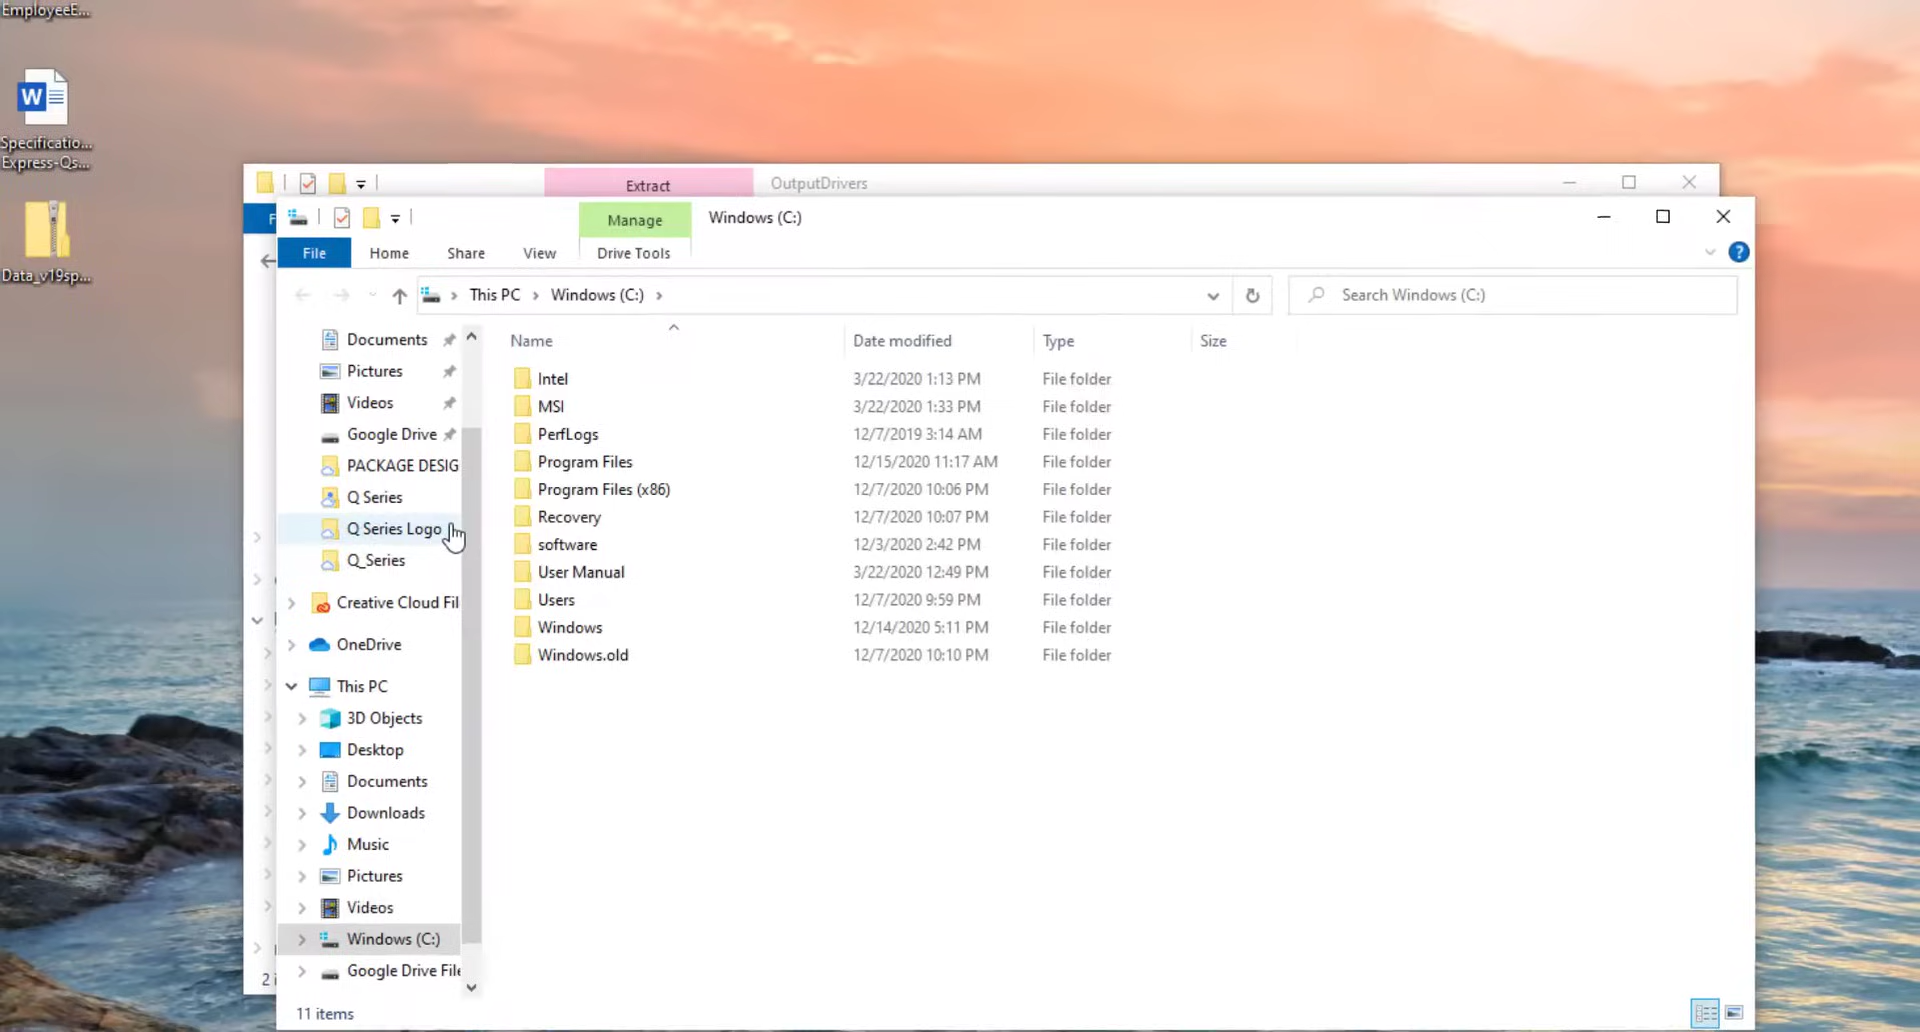 EmployeeE...
W
Specificatio...
Express-Qs...
Data_v19sp...
Extract
OutputDrivers
Manage
Windows (C:)
File
Home
Share
View
Drive Tools
?
This PC > Windows (C:) >
Search Windows (C:)
Name
Date modified
Type
Size
Documents
Pictures
Videos
Google Drive
PACKAGE DESIG
Q Series
Q Series Logo
Q_Series
Creative Cloud Fil
OneDrive
This PC
3D Objects
Desktop
Documents
Downloads
Music
Pictures
Videos
Windows (C:)
Google Drive File
Intel 3/22/2020 1:13 PM File folder
MSI 3/22/2020 1:33 PM File folder
PerfLogs 12/7/2019 3:14 AM File folder
Program Files 12/15/2020 11:17 AM File folder
Program Files (x86) 12/7/2020 10:06 PM File folder
Recovery 12/7/2020 10:07 PM File folder
software 12/3/2020 2:42 PM File folder
User Manual 3/22/2020 12:49 PM File folder
Users 12/7/2020 9:59 PM File folder
Windows 12/14/2020 5:11 PM File folder
Windows.old 12/7/2020 10:10 PM File folder
2
11 items